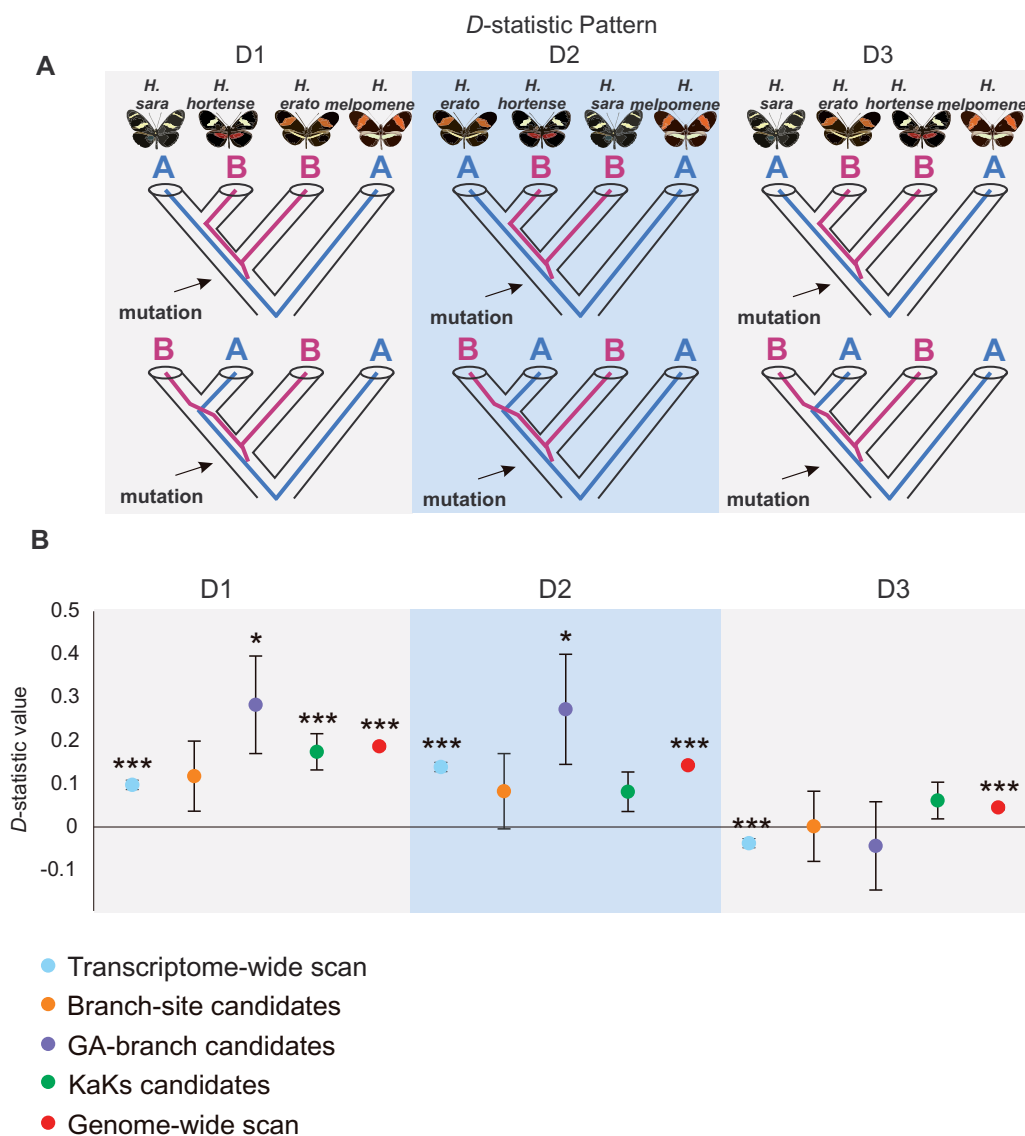 D-statistic Pattern
D1
D2
D3
A
H. sara
H. hortense
H. erato
H. melpomene
H. erato
H. hortense
H. sara
H. melpomene
H. sara
H. erato
H. hortense
H. melpomene
A B B A
A B B A
A B B A
mutation
mutation
mutation
B A B A
B A B A
B A B A
mutation
mutation
mutation
B
D1
D2
D3
D-statistic value
0.5
0.4
0.3
0.2
0.1
0
-0.1
***
*
***
***
***
*
***
***
***
Transcriptome-wide scan
Branch-site candidates
GA-branch candidates
KaKs candidates
Genome-wide scan